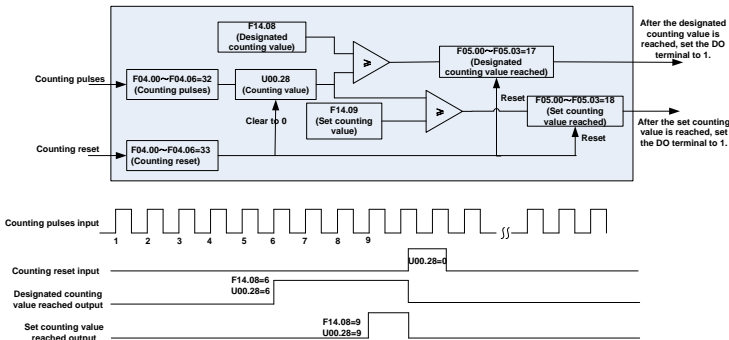 F14.08
(Designated
counting value)
After the designated
counting value is
reached, set the DO
terminal to 1.
F05.00～F05.03=17
(Designated
counting value reached)
≥
Counting pulses
F04.00～F04.06=32
(Counting pulses)
U00.28
(Counting value)
F14.09
(Set counting
value)
≥
Reset
F05.00～F05.03=18
(Set counting
value reached)
After the set counting
value is reached, set
the DO terminal to 1.
Clear to 0
Reset
Counting reset
F04.00～F04.06=33
(Counting reset)
Counting pulses input
1 2 3 4 5 6 7 8 9
Counting reset input
U00.28=0
Designated counting
value reached output
F14.08=6
U00.28=6
Set counting value
reached output
F14.08=9
U00.28=9